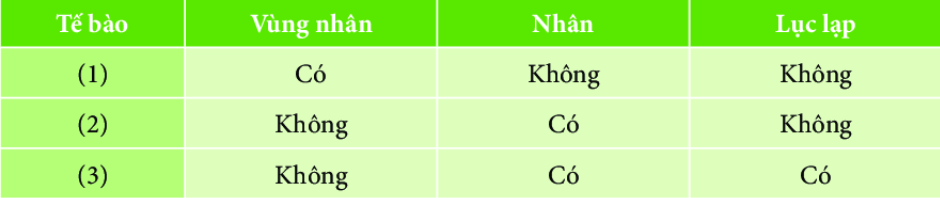 Tế bào Vùng nhân Nhân Lục lạp
(1) Có Không Không
(2) Không Có Không
(3) Không Có Có